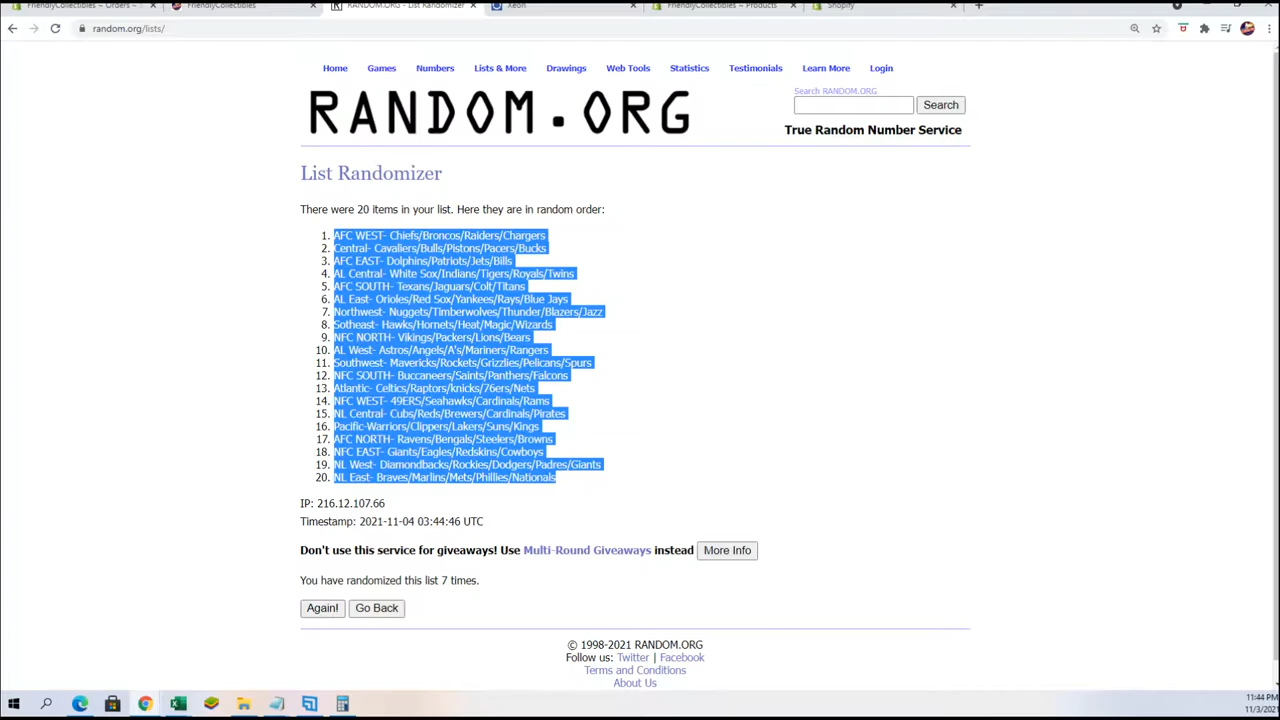 FriendlyCollectibles ~ Orders ~ S
FriendlyCollectibles
RANDOM.ORG - List Randomizer
Xeon
FriendlyCollectibles ~ Products
Shopify
random.org/lists/
Home Games Numbers Lists & More Drawings Web Tools Statistics Testimonials Learn More Login
RANDOM.ORG
Search RANDOM.ORG
Search
True Random Number Service
List Randomizer
There were 20 items in your list. Here they are in random order:
1. AFC WEST- Chiefs/Broncos/Raiders/Chargers
2. Central- Cavaliers/Bulls/Pistons/Pacers/Bucks
3. AFC EAST- Dolphins/Patriots/Jets/Bills
4. AL Central- White Sox/Indians/Tigers/Royals/Twins
5. AFC SOUTH- Texans/Jaguars/Colt/Titans
6. AL East- Orioles/Red Sox/Yankees/Rays/Blue Jays
7. Northwest- Nuggets/Timberwolves/Thunder/Blazers/Jazz
8. Sotheast- Hawks/Hornets/Heat/Magic/Wizards
9. NFC NORTH- Vikings/Packers/Lions/Bears
10. AL West- Astros/Angels/A's/Mariners/Rangers
11. Southwest- Mavericks/Rockets/Grizzlies/Pelicans/Spurs
12. NFC SOUTH- Buccaneers/Saints/Panthers/Falcons
13. Atlantic- Celtics/Raptors/knicks/76ers/Nets
14. NFC WEST- 49ERS/Seahawks/Cardinals/Rams
15. NL Central- Cubs/Reds/Brewers/Cardinals/Pirates
16. Pacific-Warriors/Clippers/Lakers/Suns/Kings
17. AFC NORTH- Ravens/Bengals/Steelers/Browns
18. NFC EAST- Giants/Eagles/Redskins/Cowboys
19. NL West- Diamondbacks/Rockies/Dodgers/Padres/Giants
20. NL East- Braves/Marlins/Mets/Phillies/Nationals
IP: 216.12.107.66
Timestamp: 2021-11-04 03:44:46 UTC
Don't use this service for giveaways! Use Multi-Round Giveaways instead More Info
You have randomized this list 7 times.
Again! Go Back
© 1998-2021 RANDOM.ORG
Follow us: Twitter | Facebook
Terms and Conditions
About Us
11:44 PM
11/3/2021